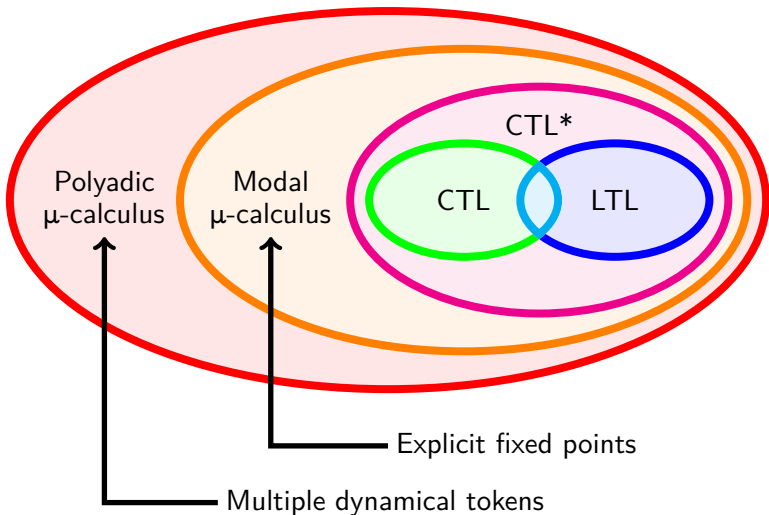 CTL*
Polyadic
μ-calculus
Modal
μ-calculus
CTL
LTL
Explicit fixed points
Multiple dynamical tokens